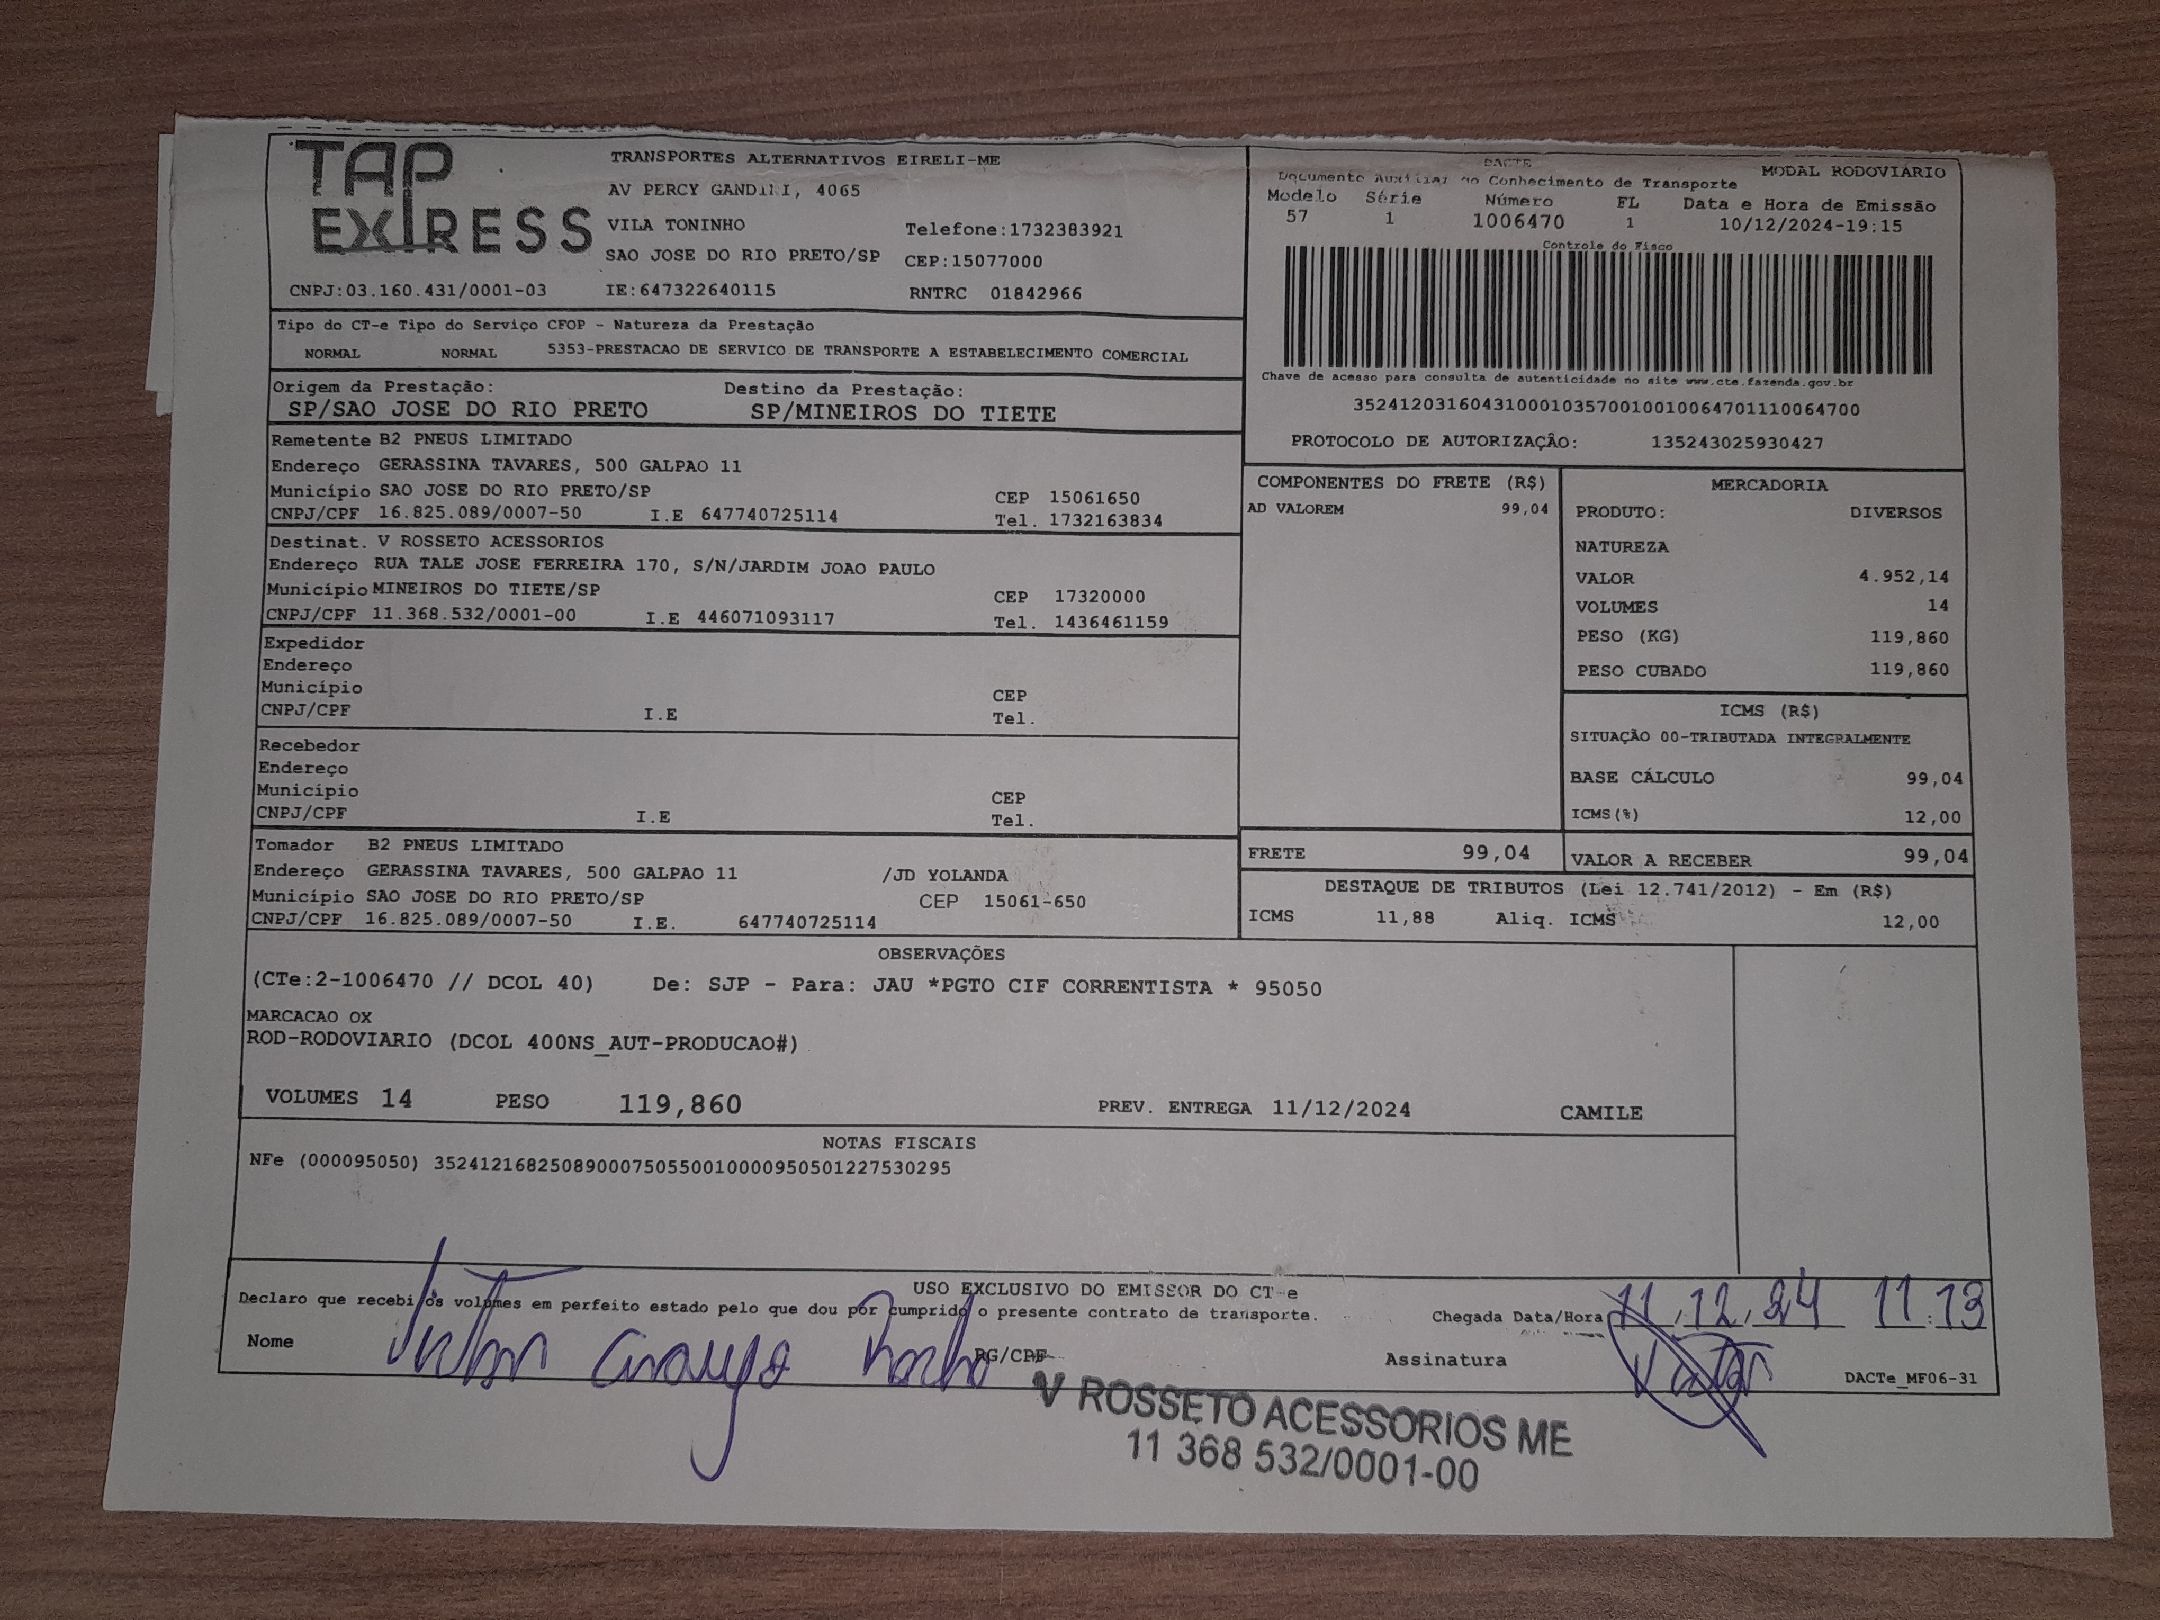 TAP EXPRESS
TRANSPORTES ALTERNATIVOS EIRELI-ME
AV PERCY GANDINI, 4065
VILA TONINHO Telefone:1732383921
SAO JOSE DO RIO PRETO/SP CEP:15077000
CNPJ:03.160.431/0001-03 IE:647322640115 RNTRC 01842966
DACTE MODAL RODOVIÁRIO
Documento Auxiliar do Conhecimento de Transporte
Modelo Série Número FL Data e Hora de Emissão
57 1 1006470 1 10/12/2024-19:15
Controle do Fisco
Chave de acesso para consulta de autenticidade no site www.cte.fazenda.gov.br
35241203160431000103570010010064701110064700
PROTOCOLO DE AUTORIZAÇÃO: 135243025930427
Tipo do CT-e Tipo do Serviço CFOP - Natureza da Prestação
NORMAL NORMAL 5353-PRESTACAO DE SERVICO DE TRANSPORTE A ESTABELECIMENTO COMERCIAL
Origem da Prestação: Destino da Prestação:
SP/SAO JOSE DO RIO PRETO SP/MINEIROS DO TIETE
Remetente B2 PNEUS LIMITADO
Endereço GERASSINA TAVARES, 500 GALPAO 11
Município SAO JOSE DO RIO PRETO/SP CEP 15061650
CNPJ/CPF 16.825.089/0007-50 I.E 647740725114 Tel. 1732163834
Destinat. V ROSSETO ACESSORIOS
Endereço RUA TALE JOSE FERREIRA 170, S/N/JARDIM JOAO PAULO
Município MINEIROS DO TIETE/SP CEP 17320000
CNPJ/CPF 11.368.532/0001-00 I.E 446071093117 Tel. 1436461159
Expedidor
Endereço
Município CEP
CNPJ/CPF I.E Tel.
Recebedor
Endereço
Município CEP
CNPJ/CPF I.E Tel.
Tomador B2 PNEUS LIMITADO
Endereço GERASSINA TAVARES, 500 GALPAO 11 /JD YOLANDA
Município SAO JOSE DO RIO PRETO/SP CEP 15061-650
CNPJ/CPF 16.825.089/0007-50 I.E. 647740725114
COMPONENTES DO FRETE (R$)
AD VALOREM 99,04
MERCADORIA
PRODUTO: DIVERSOS
NATUREZA
VALOR 4.952,14
VOLUMES 14
PESO (KG) 119,860
PESO CUBADO 119,860
ICMS (R$)
SITUAÇÃO 00-TRIBUTADA INTEGRALMENTE
BASE CÁLCULO 99,04
ICMS(%) 12,00
FRETE 99,04 VALOR A RECEBER 99,04
DESTAQUE DE TRIBUTOS (Lei 12.741/2012) - Em (R$)
ICMS 11,88 Aliq. ICMS 12,00
OBSERVAÇÕES
(CTe:2-1006470 // DCOL 40) De: SJP - Para: JAU *PGTO CIF CORRENTISTA * 95050
MARCACAO OX
ROD-RODOVIARIO (DCOL 400NS_AUT-PRODUCAO#)
VOLUMES 14 PESO 119,860 PREV. ENTREGA 11/12/2024 CAMILE
NOTAS FISCAIS
NFe (000095050) 35241216825089000750550010000950501227530295
USO EXCLUSIVO DO EMISSOR DO CT-e
Declaro que recebi os volumes em perfeito estado pelo que dou por cumprido o presente contrato de transporte.
Chegada Data/Hora 11.12.24 11:13
Nome Victor Araujo Rocha RG/CPF Assinatura Victor DACTe_MF06-31
V ROSSETO ACESSORIOS ME
11 368 532/0001-00